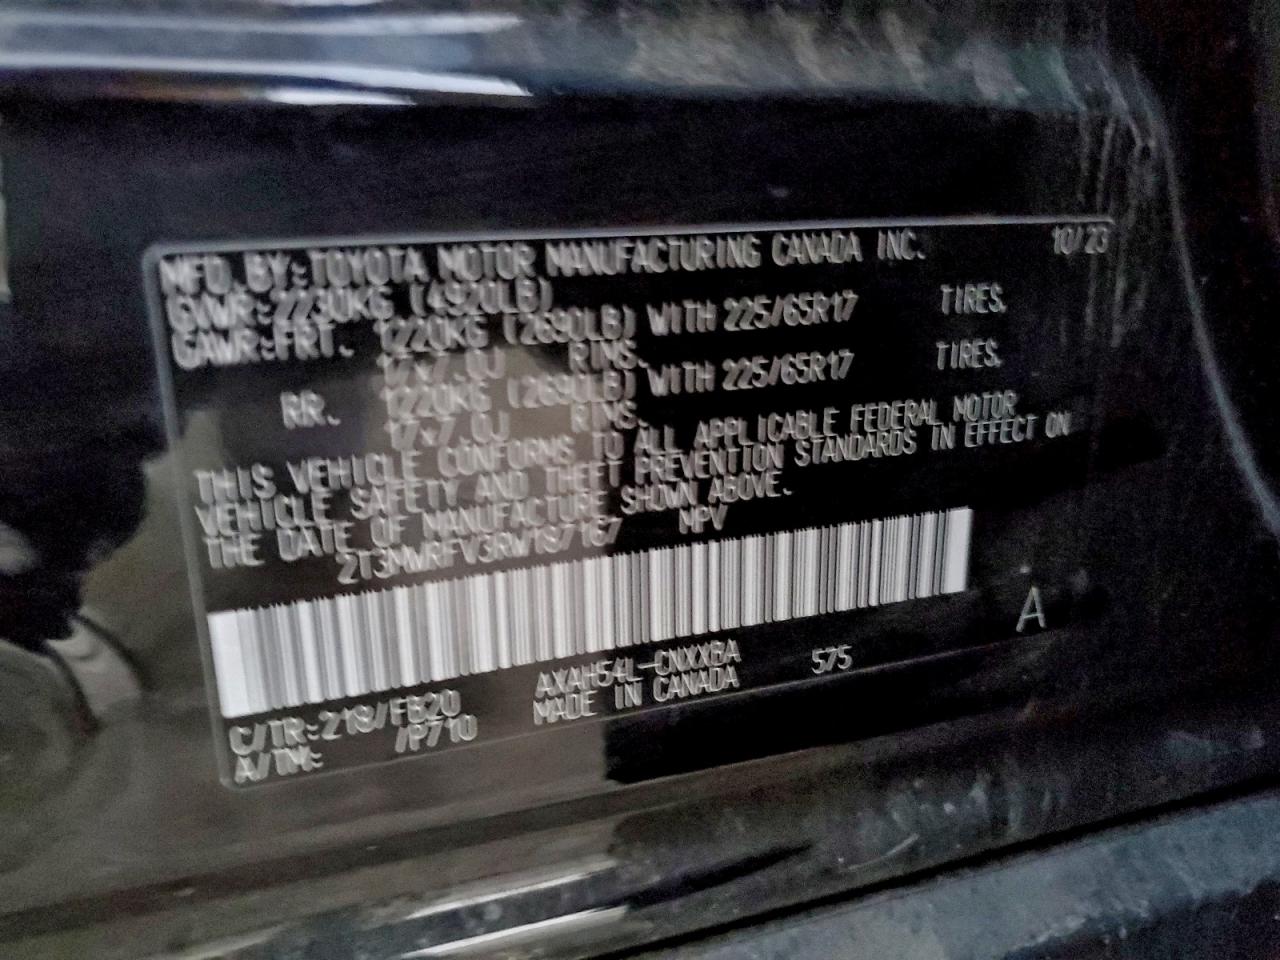 MFD. BY: TOYOTA MOTOR MANUFACTURING CANADA INC. 10/23
GVWR: 2230KG (4920LB)
GAWR: FRT. 1220KG (2690LB) WITH 225/65R17 TIRES,
17x7.0J RIMS.
RR. 1220KG (2690LB) WITH 225/65R17 TIRES,
17x7.0J RIMS.
THIS VEHICLE CONFORMS TO ALL APPLICABLE FEDERAL MOTOR
VEHICLE SAFETY AND THEFT PREVENTION STANDARDS IN EFFECT ON
THE DATE OF MANUFACTURE SHOWN ABOVE.
MPV
A
AXAH54L-CNXXBA 575
C/TR: 218/FB20 MADE IN CANADA
A/TM: /P710